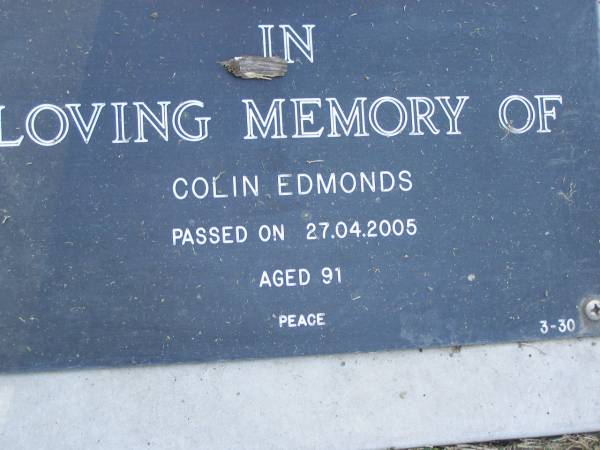 IN
LOVING MEMORY OF
COLIN EDMONDS
PASSED ON 27.04.2005
AGED 91
PEACE
3-30